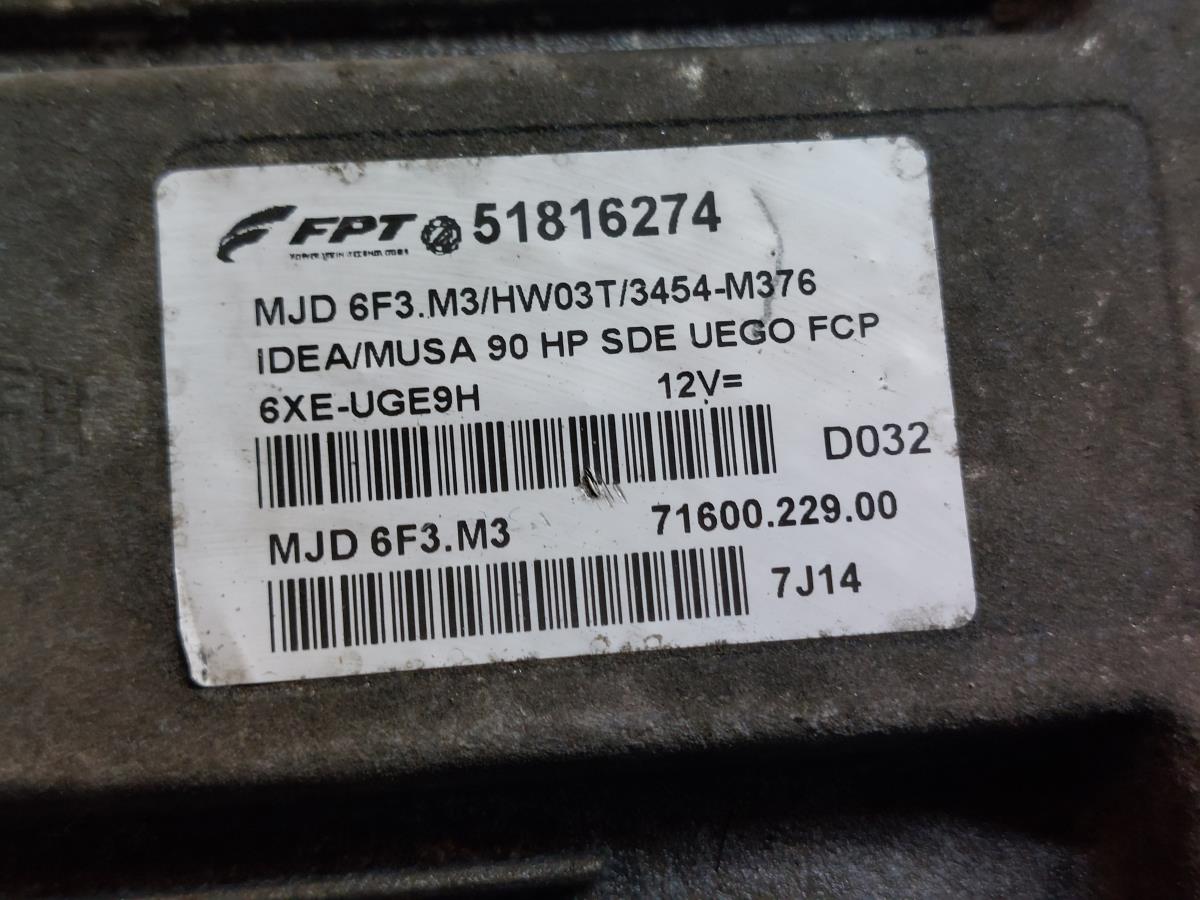 FPT 51816274
MJD 6F3.M3/HW03T/3454-M376
IDEA/MUSA 90 HP SDE UEGO FCP
6XE-UGE9H 12V=
D032
MJD 6F3.M3 71600.229.00
7J14